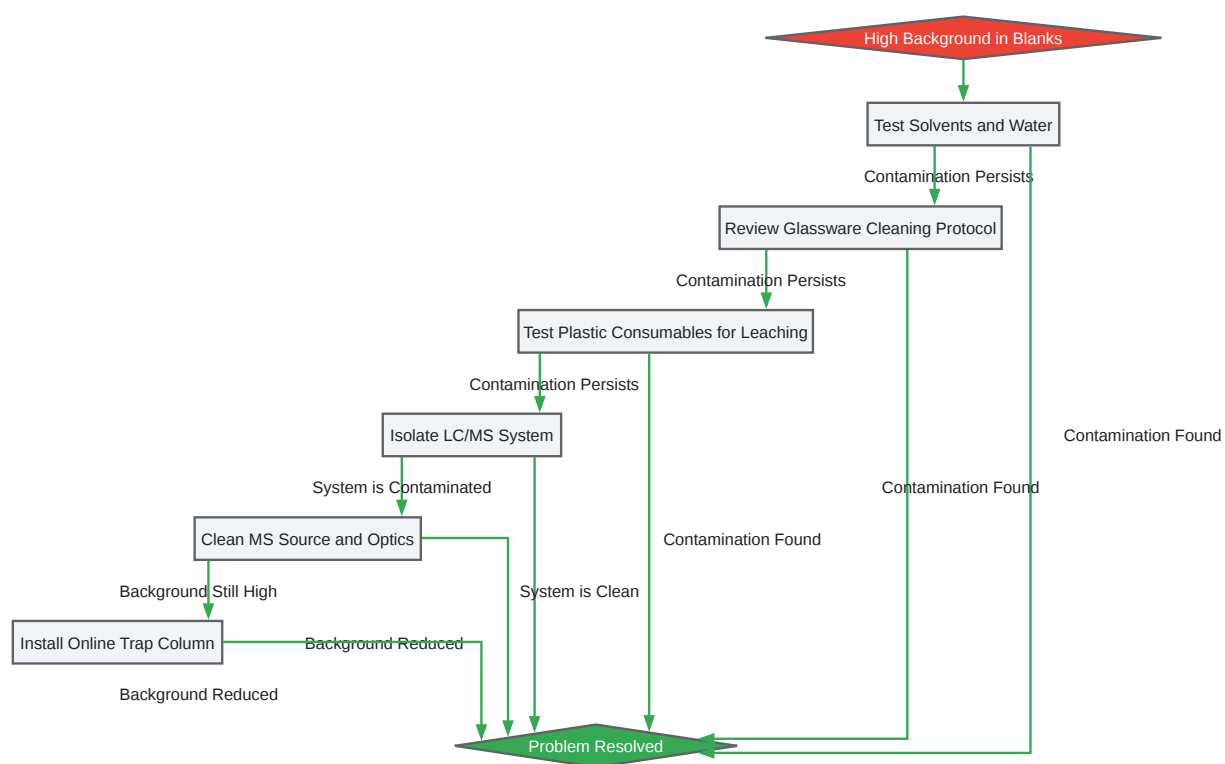 High Background in Blanks
Test Solvents and Water
Contamination Persists
Review Glassware Cleaning Protocol
Contamination Persists
Test Plastic Consumables for Leaching
Contamination Persists
Isolate LC/MS System
Contamination Found
System is Contaminated
Contamination Found
Clean MS Source and Optics
Contamination Found
Background Still High
System is Clean
Install Online Trap Column
Background Reduced
Background Reduced
Problem Resolved